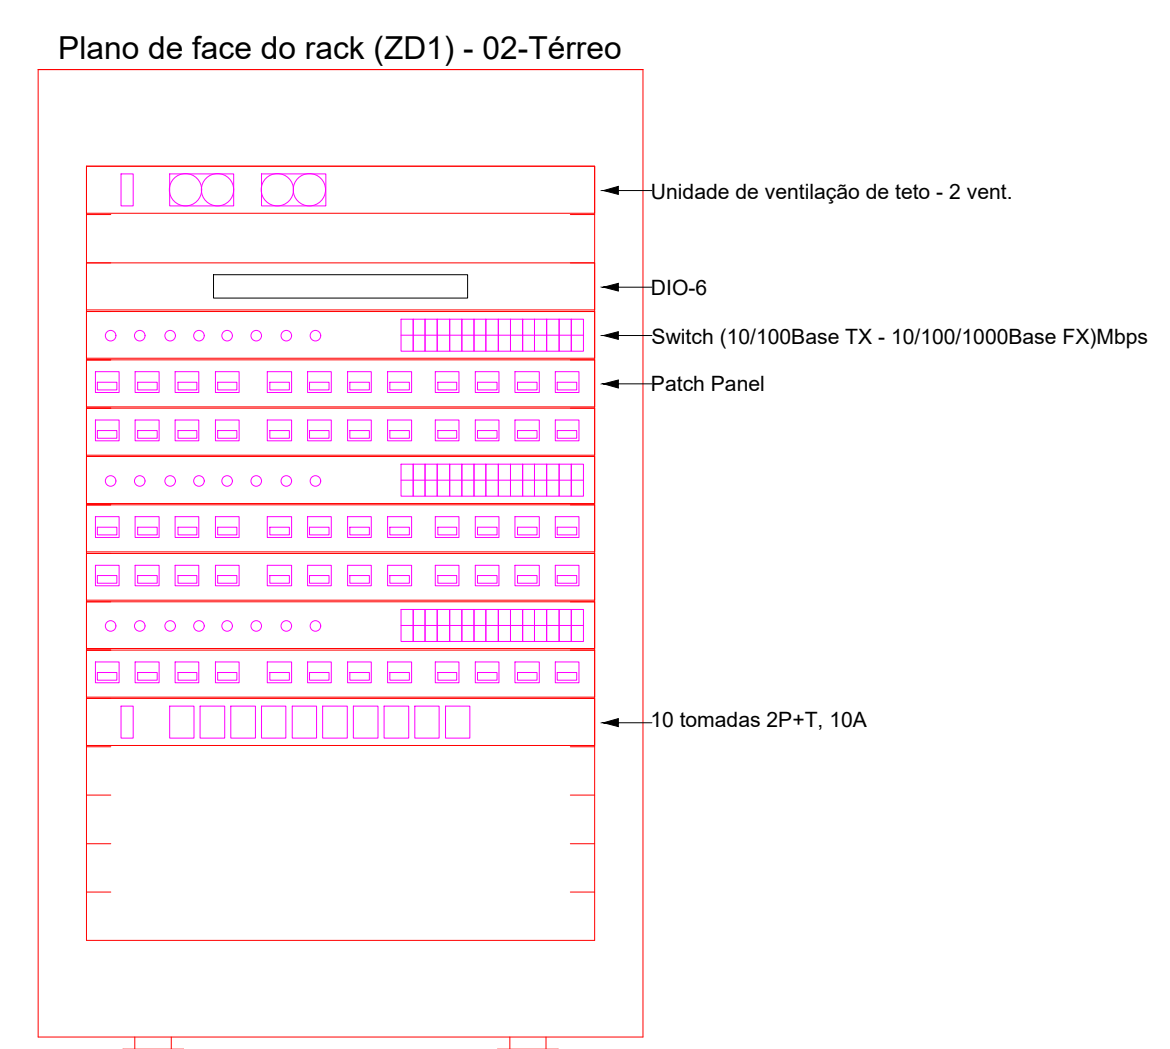 Plano de face do rack (ZD1) - 02-Térreo
Unidade de ventilação de teto - 2 vent.
DIO-6
Switch (10/100Base TX - 10/100/1000Base FX)Mbps
Patch Panel
10 tomadas 2P+T, 10A